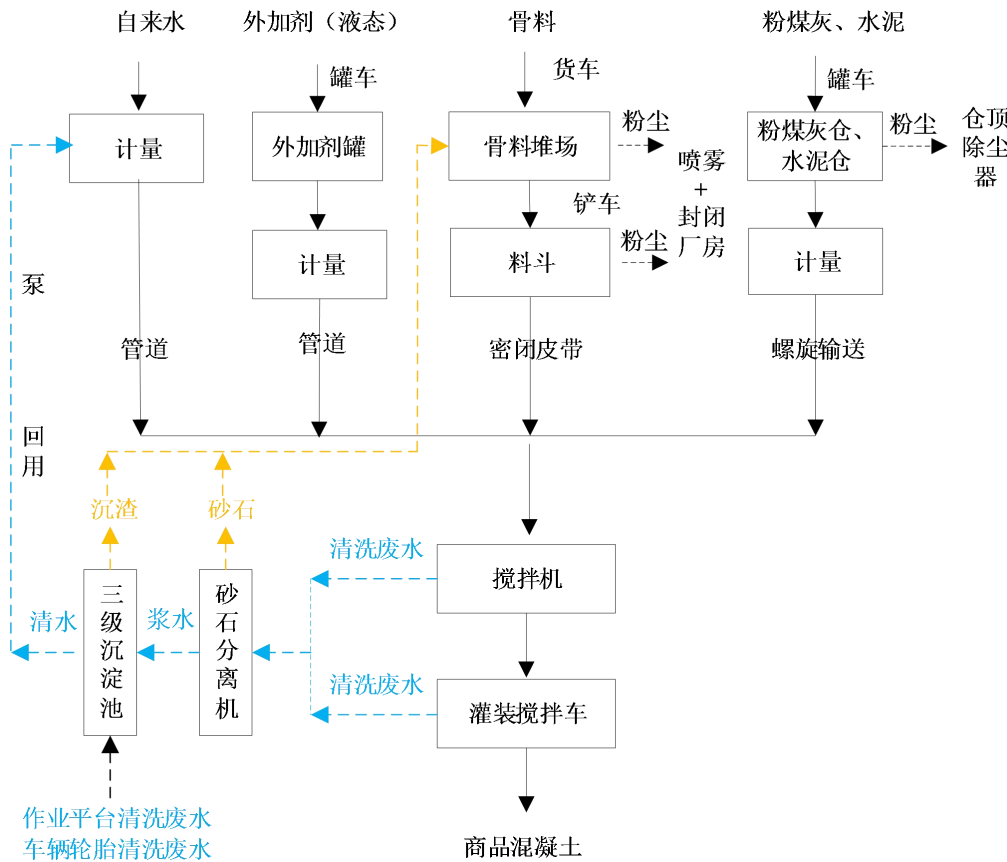 自来水
外加剂（液态）
骨料
粉煤灰、水泥
罐车
货车
罐车
计量
外加剂罐
骨料堆场
粉尘
粉煤灰仓、
水泥仓
粉尘
仓顶
除尘
器
喷雾
+
封闭
厂房
铲车
计量
料斗
粉尘
计量
泵
管道
管道
密闭皮带
螺旋输送
回
用
沉渣
砂石
清洗废水
搅拌机
三级沉淀池
砂石分离机
清水
浆水
清洗废水
灌装搅拌车
作业平台清洗废水
车辆轮胎清洗废水
商品混凝土